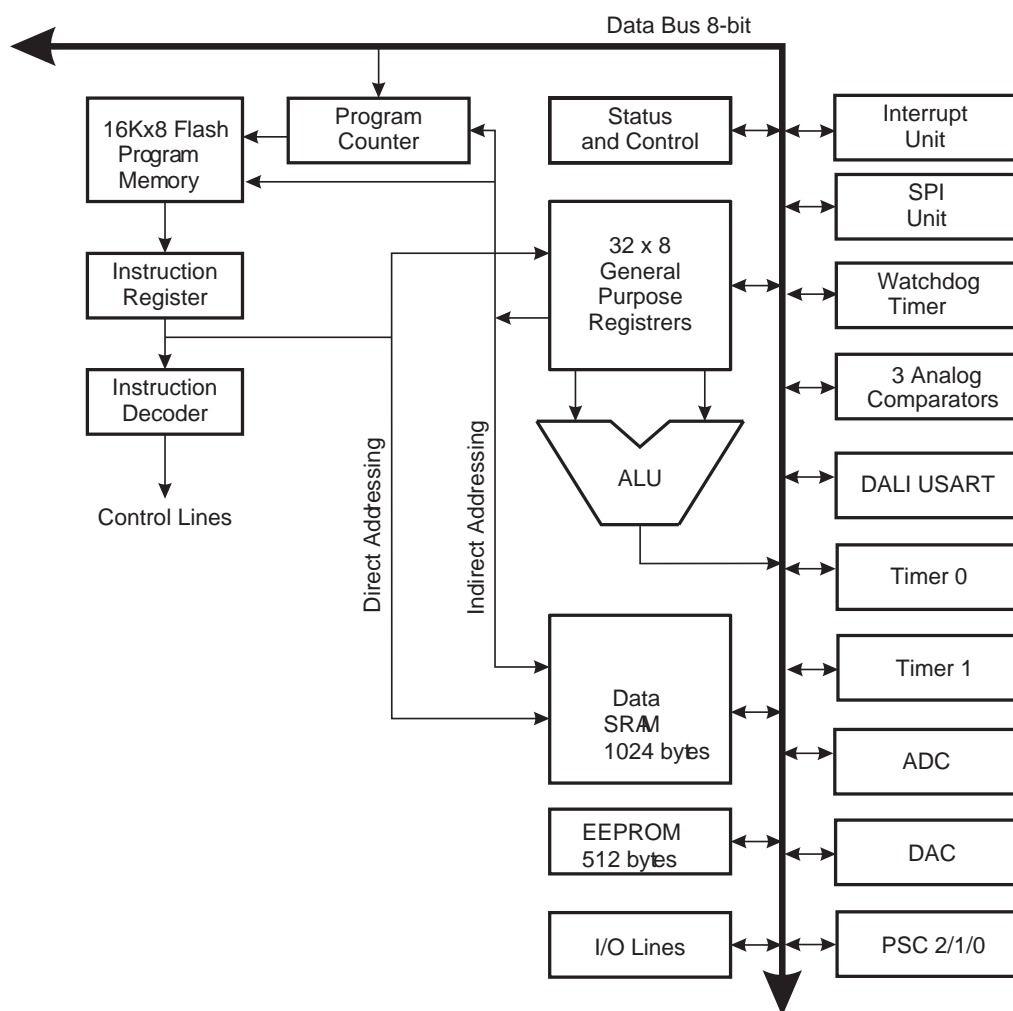 Data Bus 8-bit
16Kx8 Flash
Program
Memory
Program
Counter
Status
and Control
Interrupt
Unit
SPI
Unit
Instruction
Register
32 x 8
General
Purpose
Registrers
Watchdog
Timer
Instruction
Decoder
3 Analog
Comparators
Direct Addressing
Indirect Addressing
ALU
DALI USART
Control Lines
Timer 0
Timer 1
Data
SRAM
1024 bytes
ADC
EEPROM
512 bytes
DAC
I/O Lines
PSC 2/1/0